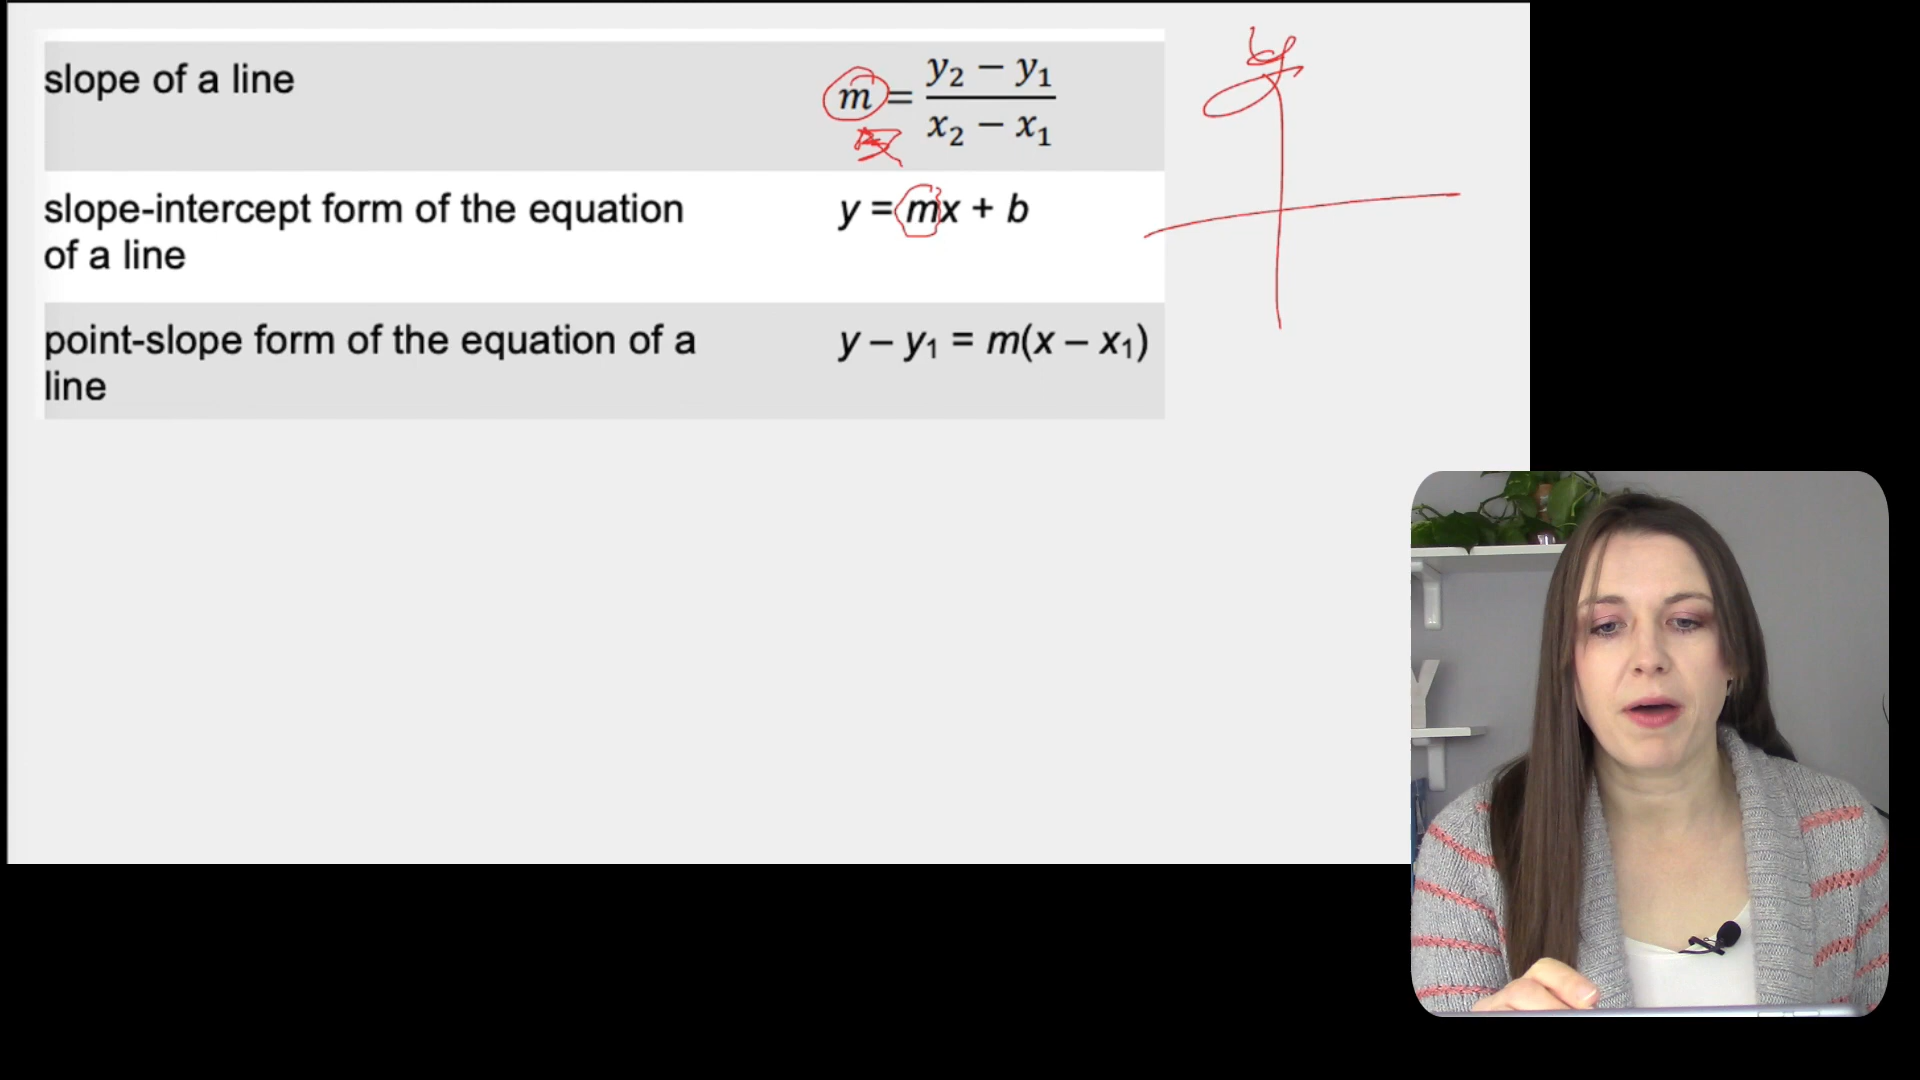 slope of a line
m = y₂ − y₁ / x₂ − x₁
slope-intercept form of the equation
of a line
y = mx + b
point-slope form of the equation of a
line
y – y₁ = m(x – x₁)
y
Y